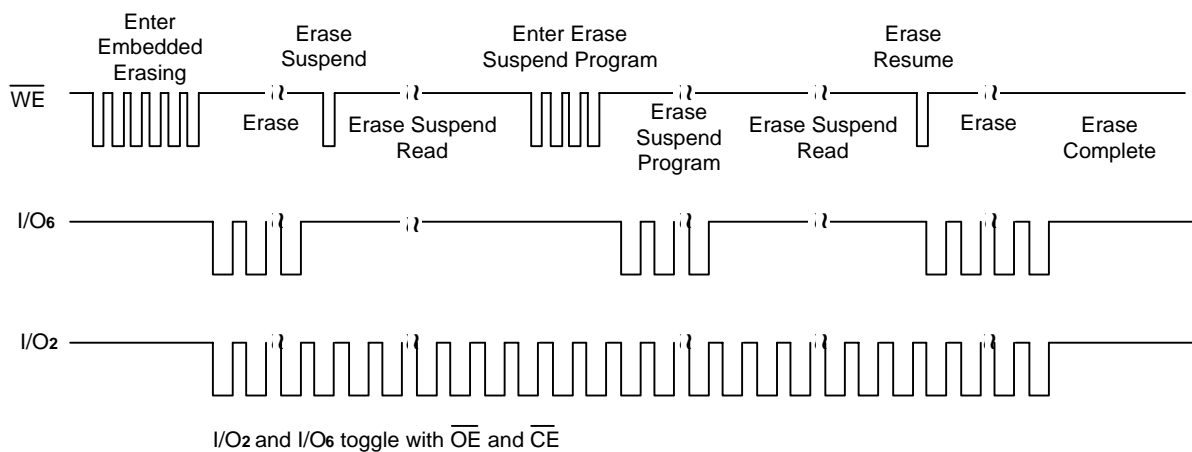 Enter
Embedded
Erasing
Erase
Suspend
Enter Erase
Suspend Program
Erase
Resume
WE
Erase
Erase Suspend
Read
Erase
Suspend
Program
Erase Suspend
Read
Erase
Erase
Complete
I/O6
I/O2
I/O2 and I/O6 toggle with OE and CE